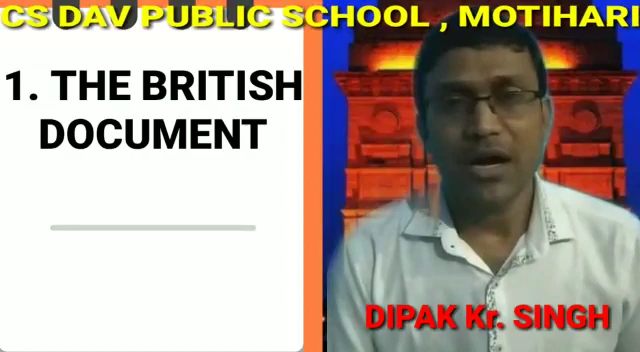 CS DAV PUBLIC SCHOOL , MOTIHARI
1. THE BRITISH
DOCUMENT
DIPAK Kr. SINGH